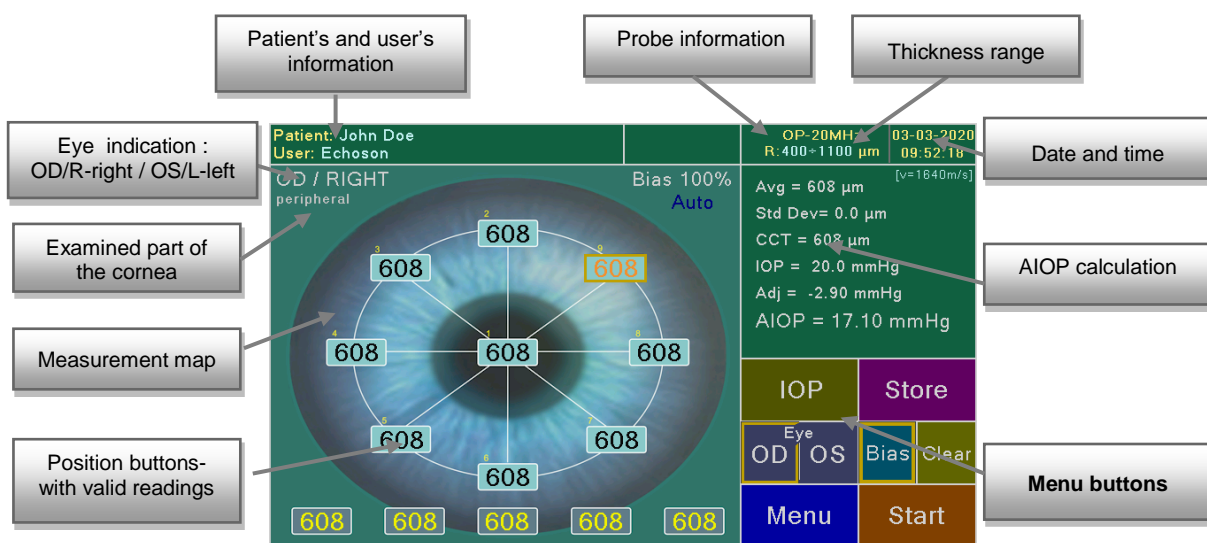 Patient's and user's
information
Probe information
Thickness range
Eye indication :
OD/R-right / OS/L-left
Examined part of
the cornea
Measurement map
Position buttons-
with valid readings
Date and time
AIOP calculation
Menu buttons
Patient: John Doe
User: Echoson
OP-20MHz
R:400÷1100 µm
03-03-2020
09:52:18
OD / RIGHT
peripheral
Bias 100%
Auto
2
608
3
608
9
608
4
608
1
608
8
608
5
608
7
608
6
608
608 608 608 608 608
[v=1640m/s]
Avg = 608 µm
Std Dev= 0.0 µm
CCT = 608 µm
IOP = 20.0 mmHg
Adj = -2.90 mmHg
AIOP = 17.10 mmHg
IOP
Store
Eye
OD OS
Bias
Clear
Menu
Start